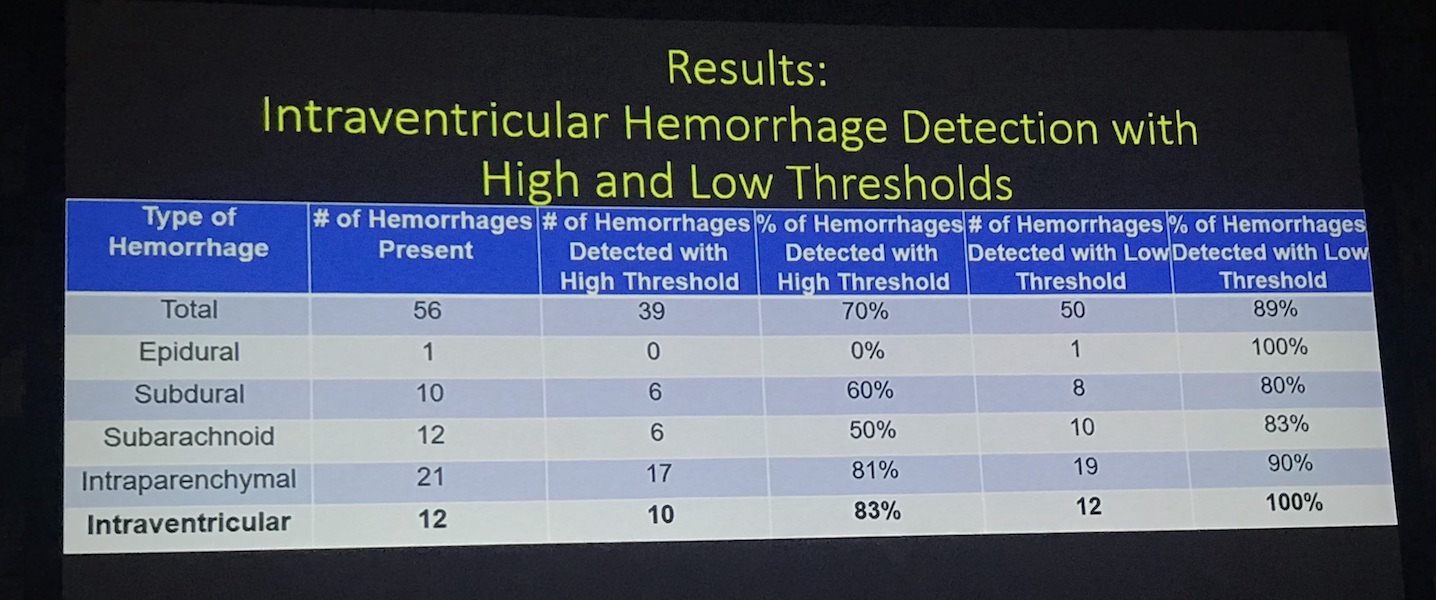 Results:
Intraventricular Hemorrhage Detection with
High and Low Thresholds
Type of Hemorrhage | # of Hemorrhages Present | # of Hemorrhages Detected with High Threshold | % of Hemorrhages Detected with High Threshold | # of Hemorrhages Detected with Low Threshold | % of Hemorrhages Detected with Low Threshold
Total | 56 | 39 | 70% | 50 | 89%
Epidural | 1 | 0 | 0% | 1 | 100%
Subdural | 10 | 6 | 60% | 8 | 80%
Subarachnoid | 12 | 6 | 50% | 10 | 83%
Intraparenchymal | 21 | 17 | 81% | 19 | 90%
Intraventricular | 12 | 10 | 83% | 12 | 100%